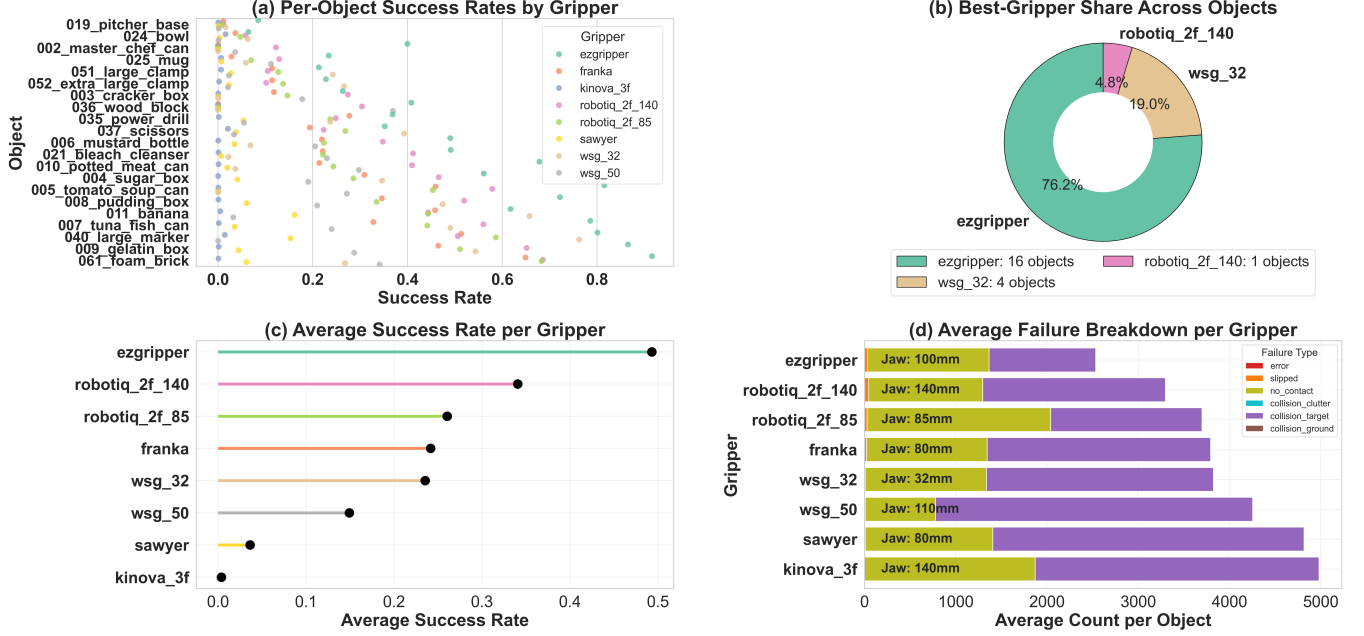 (a) Per-Object Success Rates by Gripper
Object
019_pitcher_base
024_bowl
002_master_chef_can
025_mug
051_large_clamp
052_extra_large_clamp
003_cracker_box
036_wood_block
035_power_drill
037_scissors
006_mustard_bottle
021_bleach_cleanser
010_potted_meat_can
004_sugar_box
005_tomato_soup_can
008_pudding_box
011_banana
007_tuna_fish_can
040_large_marker
009_gelatin_box
061_foam_brick
Gripper
ezgripper
franka
kinova_3f
robotiq_2f_140
robotiq_2f_85
sawyer
wsg_32
wsg_50
0.0 0.2 0.4 0.6 0.8
Success Rate
(b) Best-Gripper Share Across Objects
robotiq_2f_140
wsg_32
4.8%
19.0%
76.2%
ezgripper
ezgripper: 16 objects
robotiq_2f_140: 1 objects
wsg_32: 4 objects
(c) Average Success Rate per Gripper
ezgripper
robotiq_2f_140
robotiq_2f_85
franka
wsg_32
wsg_50
sawyer
kinova_3f
0.0 0.1 0.2 0.3 0.4 0.5
Average Success Rate
(d) Average Failure Breakdown per Gripper
Gripper
ezgripper Jaw: 100mm
robotiq_2f_140 Jaw: 140mm
robotiq_2f_85 Jaw: 85mm
franka Jaw: 80mm
wsg_32 Jaw: 32mm
wsg_50 Jaw: 110mm
sawyer Jaw: 80mm
kinova_3f Jaw: 140mm
Failure Type
error
slipped
no_contact
collision_clutter
collision_target
collision_ground
0 1000 2000 3000 4000 5000
Average Count per Object